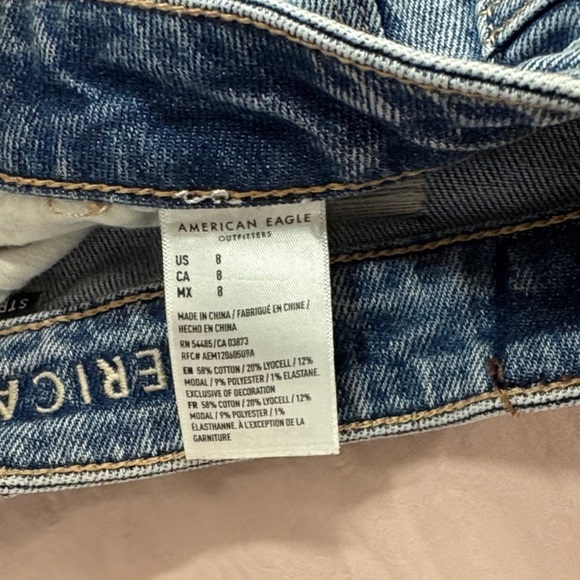 AMERICAN EAGLE
OUTFITTERS
US 8
CA 8
MX 8
MADE IN CHINA / FABRIQUÉ EN CHINE /
HECHO EN CHINA
RN 54485/CA 03873
RFC# AEM120605U9A
EN 58% COTTON / 20% LYOCELL / 12%
MODAL / 9% POLYESTER / 1% ELASTANE.
EXCLUSIVE OF DECORATION
FR 58% COTON / 20% LYOCELL / 12%
MODAL / 9% POLYESTER / 1%
ÉLASTHANNE. À L'EXCEPTION DE LA
GARNITURE
ERICA